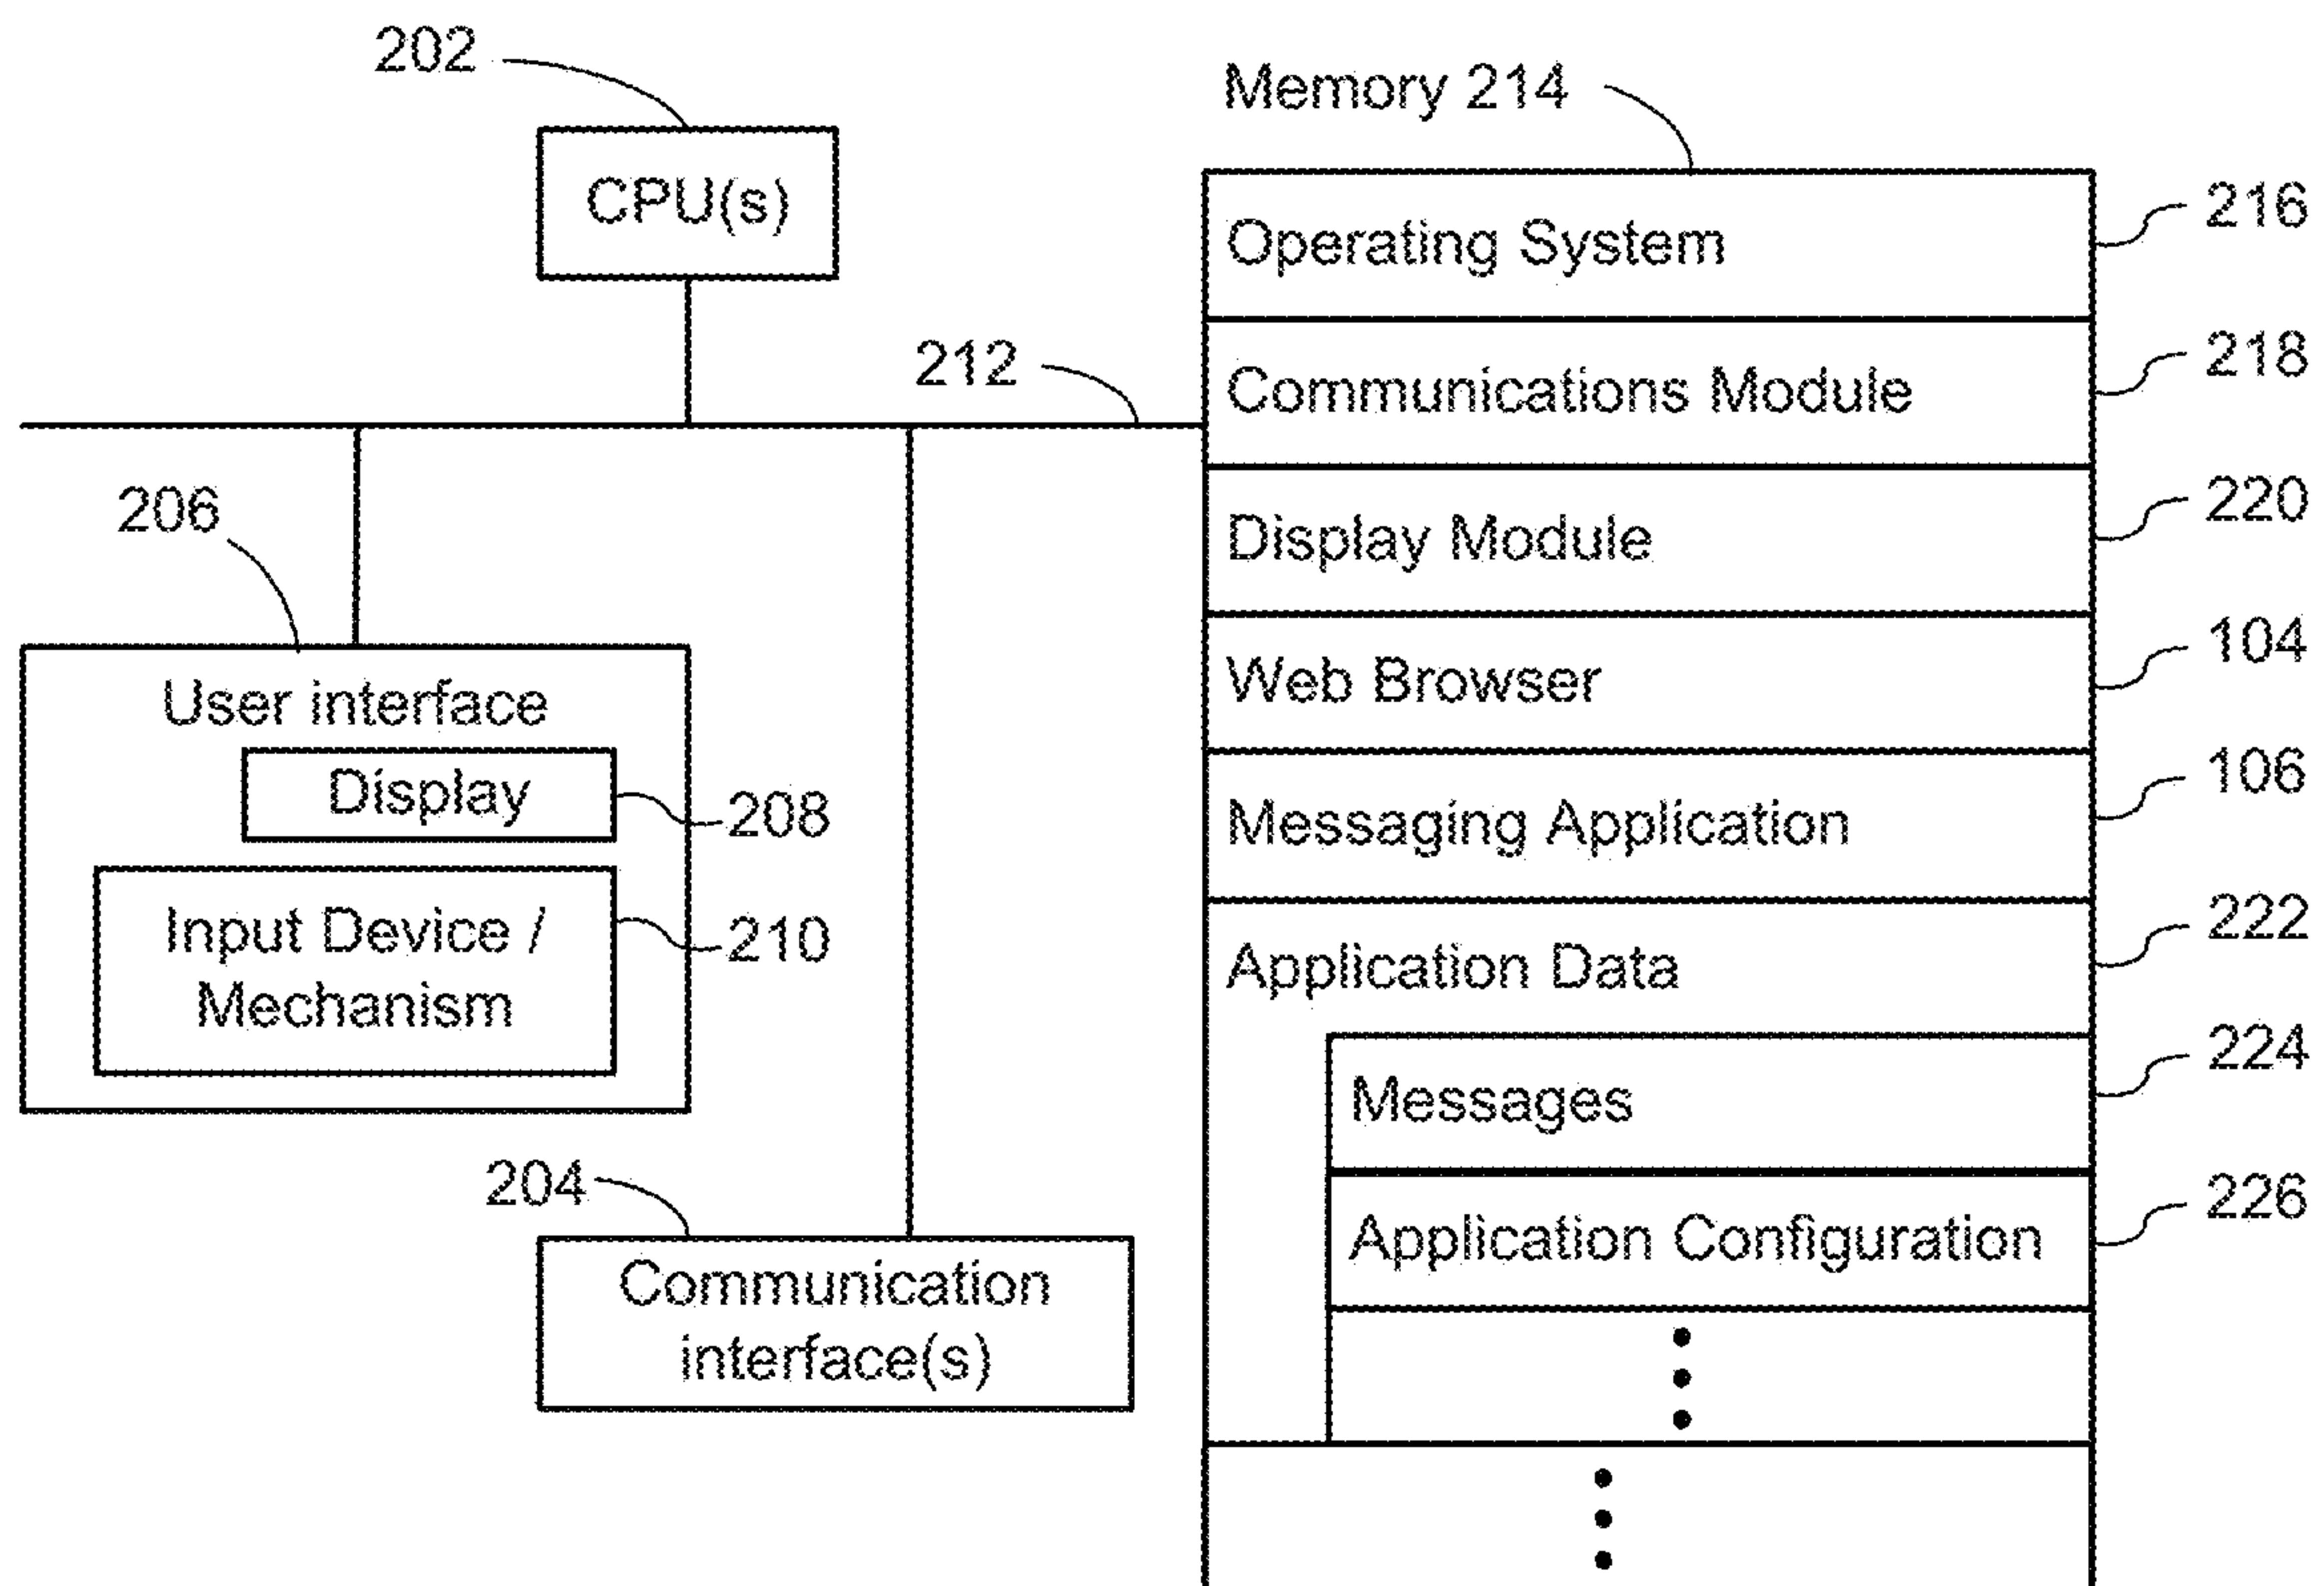 202
CPU(s)
212
206
User interface
Display
208
Input Device /
Mechanism
210
204
Communication
interface(s)
Memory 214
Operating System
216
Communications Module
218
Display Module
220
Web Browser
104
Messaging Application
106
Application Data
222
Messages
224
Application Configuration
226